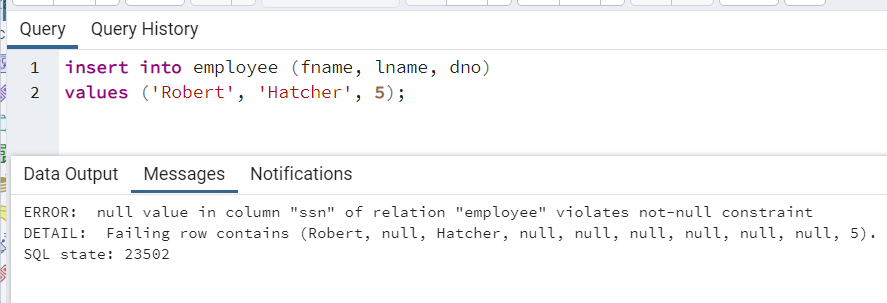 Query Query History
1 insert into employee (fname, lname, dno)
2 values ('Robert', 'Hatcher', 5);
Data Output Messages Notifications
ERROR:  null value in column "ssn" of relation "employee" violates not-null constraint
DETAIL:  Failing row contains (Robert, null, Hatcher, null, null, null, null, null, null, 5).
SQL state: 23502